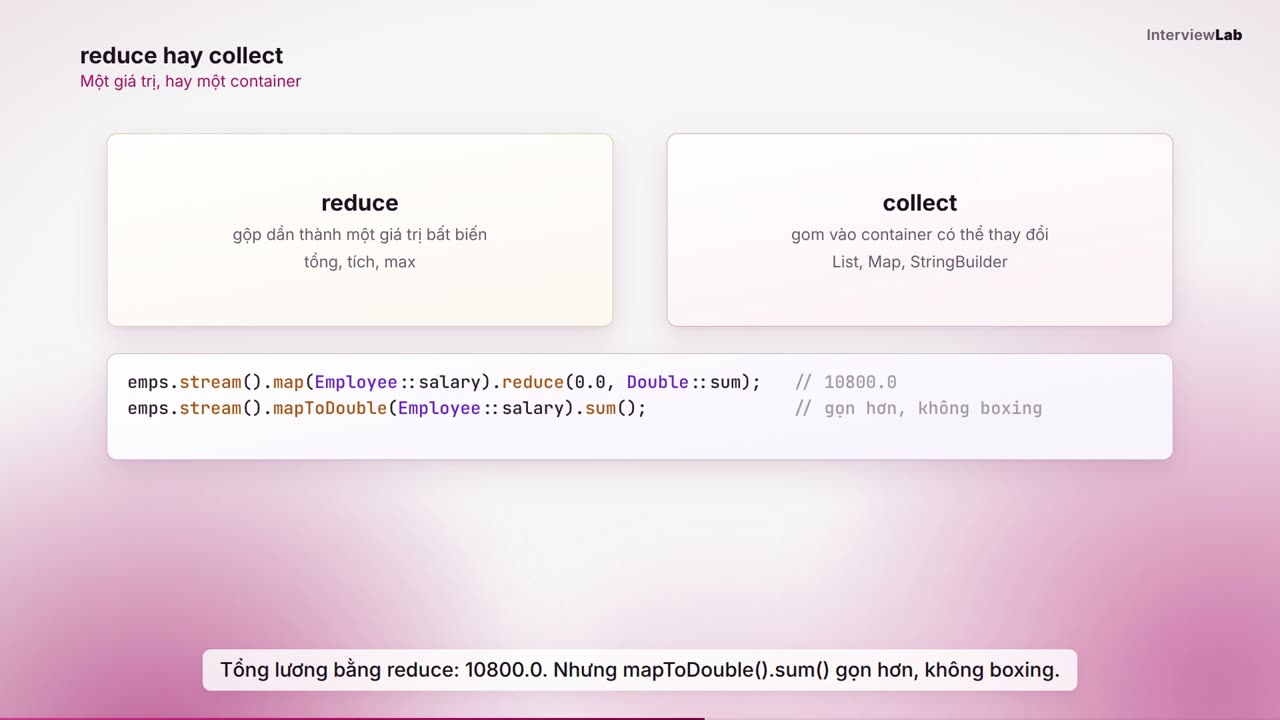 InterviewLab
reduce hay collect
Một giá trị, hay một container
reduce
gộp dần thành một giá trị bất biến
tổng, tích, max
collect
gom vào container có thể thay đổi
List, Map, StringBuilder
emps.stream().map(Employee::salary).reduce(0.0, Double::sum);   // 10800.0
emps.stream().mapToDouble(Employee::salary).sum();              // gọn hơn, không boxing
Tổng lương bằng reduce: 10800.0. Nhưng mapToDouble().sum() gọn hơn, không boxing.